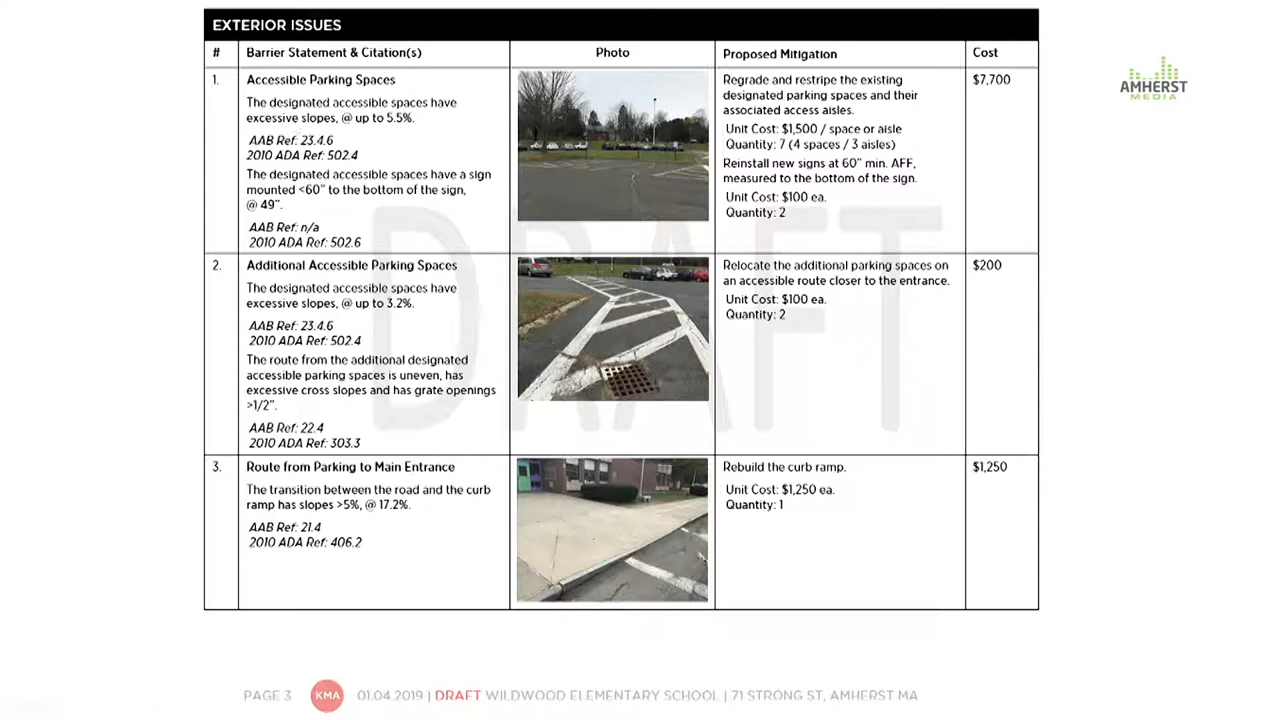 EXTERIOR ISSUES
# Barrier Statement & Citation(s) Photo Proposed Mitigation Cost
1. Accessible Parking Spaces
The designated accessible spaces have
excessive slopes, @ up to 5.5%.
AAB Ref: 23.4.6
2010 ADA Ref: 502.4
The designated accessible spaces have a sign
mounted <60" to the bottom of the sign,
@ 49".
AAB Ref: n/a
2010 ADA Ref: 502.6
Regrade and restripe the existing
designated parking spaces and their
associated access aisles.
Unit Cost: $1,500 / space or aisle
Quantity: 7 (4 spaces / 3 aisles)
Reinstall new signs at 60" min. AFF,
measured to the bottom of the sign.
Unit Cost: $100 ea.
Quantity: 2
$7,700
2. Additional Accessible Parking Spaces
The designated accessible spaces have
excessive slopes, @ up to 3.2%.
AAB Ref: 23.4.6
2010 ADA Ref: 502.4
The route from the additional designated
accessible parking spaces is uneven, has
excessive cross slopes and has grate openings
>1/2".
AAB Ref: 22.4
2010 ADA Ref: 303.3
Relocate the additional parking spaces on
an accessible route closer to the entrance.
Unit Cost: $100 ea.
Quantity: 2
$200
3. Route from Parking to Main Entrance
The transition between the road and the curb
ramp has slopes >5%, @ 17.2%.
AAB Ref: 21.4
2010 ADA Ref: 406.2
Rebuild the curb ramp.
Unit Cost: $1,250 ea.
Quantity: 1
$1,250
DRAFT
PAGE 3 KMA 01.04.2019 | DRAFT WILDWOOD ELEMENTARY SCHOOL | 71 STRONG ST, AMHERST MA
AMHERST
MEDIA